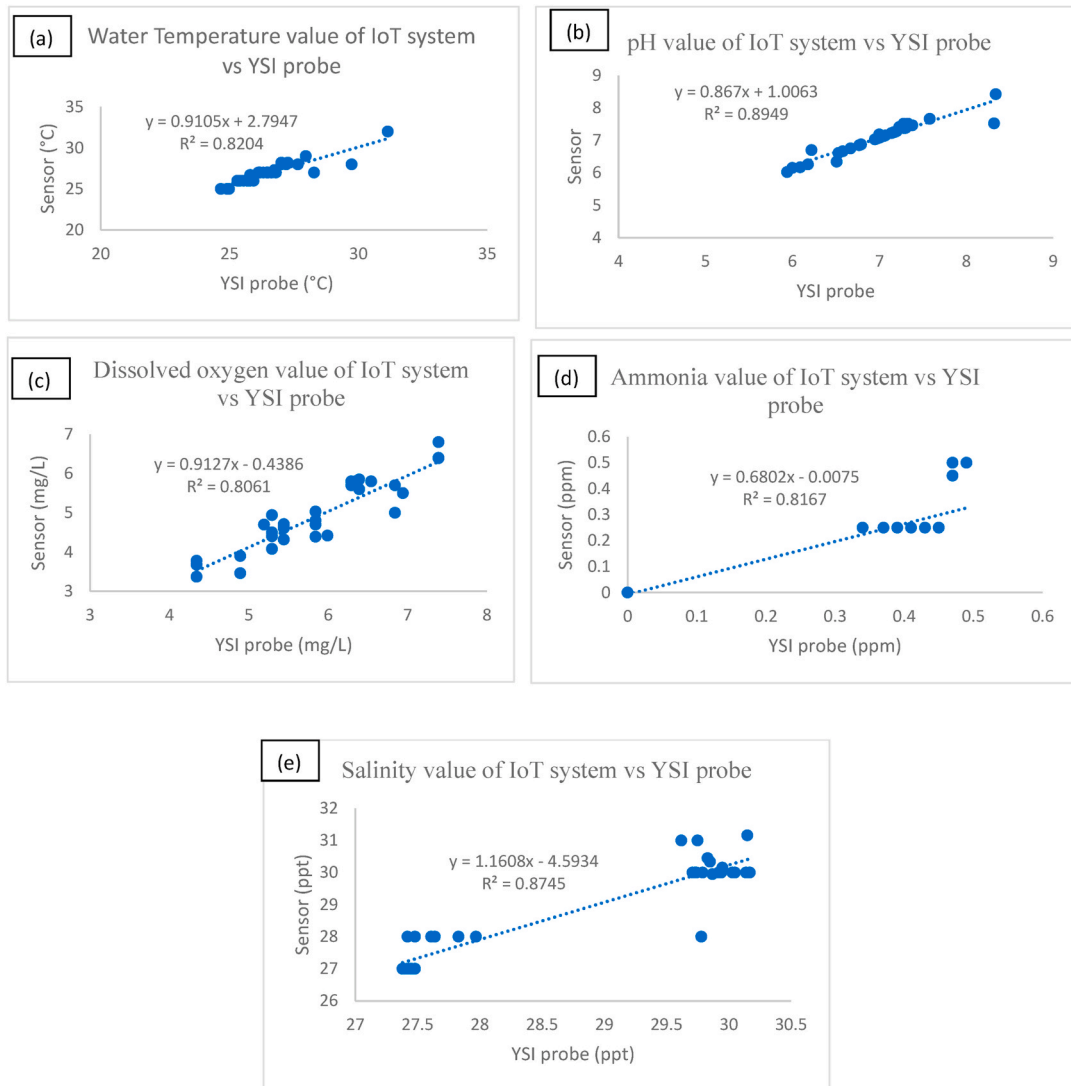 (a)
Water Temperature value of IoT system
vs YSI probe
y = 0.9105x + 2.7947
R² = 0.8204
35
30
25
20
Sensor (°C)
20 25 30 35
YSI probe (°C)
(b)
pH value of IoT system vs YSI probe
y = 0.867x + 1.0063
R² = 0.8949
9
8
7
6
5
4
Sensor
4 5 6 7 8 9
YSI probe
(c)
Dissolved oxygen value of IoT system
vs YSI probe
y = 0.9127x - 0.4386
R² = 0.8061
7
6
5
4
3
Sensor (mg/L)
3 4 5 6 7 8
YSI probe (mg/L)
(d)
Ammonia value of IoT system vs YSI
probe
y = 0.6802x - 0.0075
R² = 0.8167
0.6
0.5
0.4
0.3
0.2
0.1
0
Sensor (ppm)
0 0.1 0.2 0.3 0.4 0.5 0.6
YSI probe (ppm)
(e)
Salinity value of IoT system vs YSI probe
y = 1.1608x - 4.5934
R² = 0.8745
32
31
30
29
28
27
26
Sensor (ppt)
27 27.5 28 28.5 29 29.5 30 30.5
YSI probe (ppt)